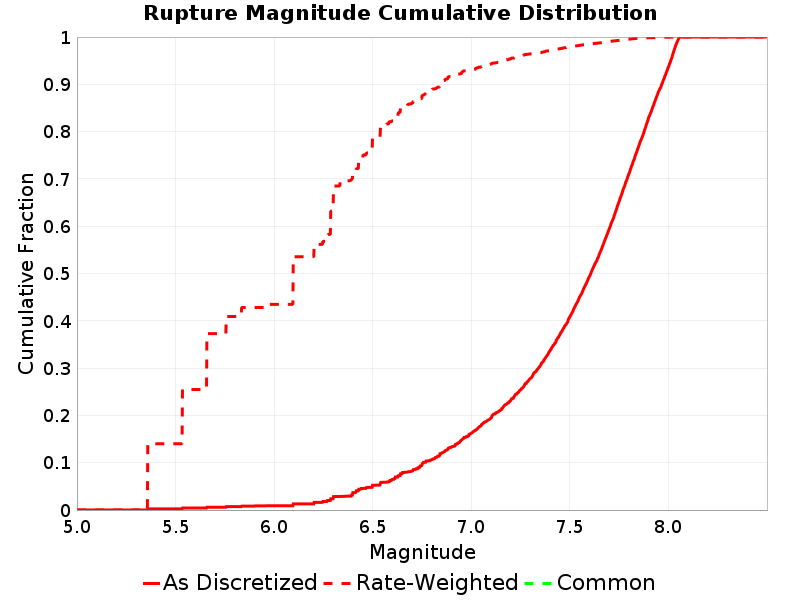 Rupture Magnitude Cumulative Distribution
Cumulative Fraction
1
0.9
0.8
0.7
0.6
0.5
0.4
0.3
0.2
0.1
0
5.0 5.5 6.0 6.5 7.0 7.5 8.0
Magnitude
As Discretized Rate-Weighted Common